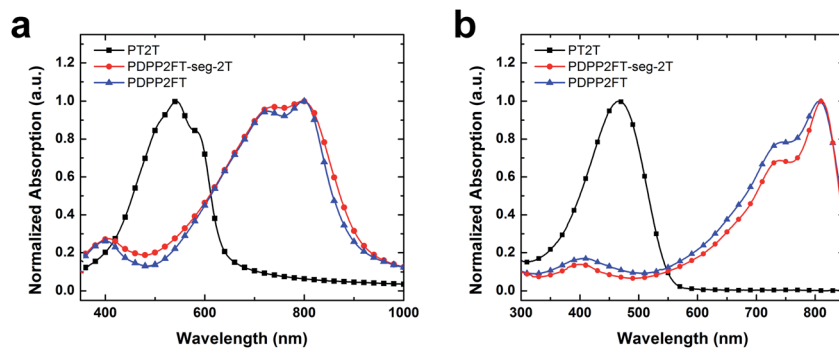 a
PT2T
PDPP2FT-seg-2T
PDPP2FT
1.2
1.0
0.8
0.6
0.4
0.2
0.0
Normalized Absorption (a.u.)
400 600 800 1000
Wavelength (nm)
b
PT2T
PDPP2FT-seg-2T
PDPP2FT
1.2
1.0
0.8
0.6
0.4
0.2
0.0
Normalized Absorption (a.u.)
300 400 500 600 700 800
Wavelength (nm)